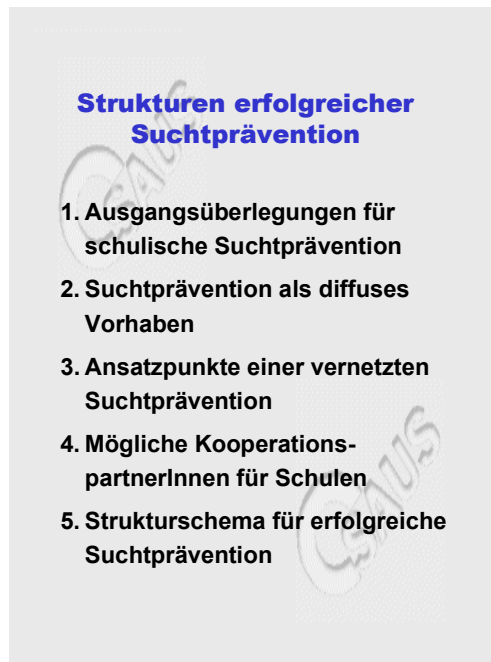 Strukturen erfolgreicher
Suchtprävention
1. Ausgangsüberlegungen für
schulische Suchtprävention
2. Suchtprävention als diffuses
Vorhaben
3. Ansatzpunkte einer vernetzten
Suchtprävention
4. Mögliche Kooperations-
partnerInnen für Schulen
5. Strukturschema für erfolgreiche
Suchtprävention